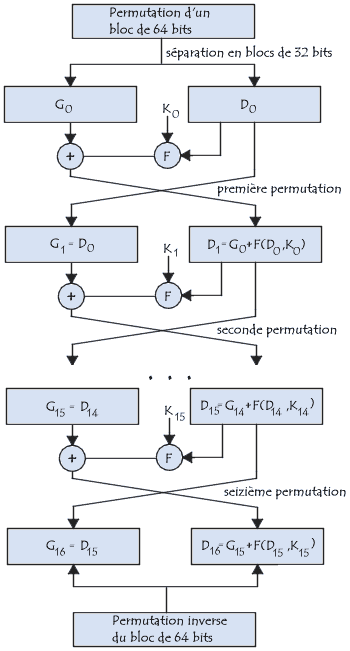 Permutation d'un
bloc de 64 bits
séparation en blocs de 32 bits
G0
D0
K0
+
F
première permutation
G1 = D0
D1=G0+F(D0,K0)
K1
+
F
seconde permutation
. . .
G15 = D14
D15=G14+F(D14,K14)
K15
+
F
seizième permutation
G16 = D15
D16=G15+F(D15,K15)
Permutation inverse
du bloc de 64 bits